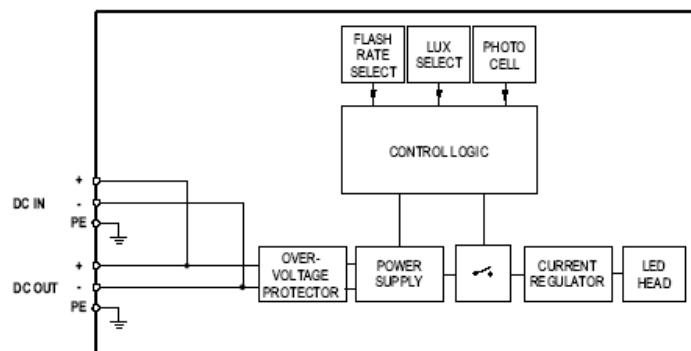 FLASH
RATE
SELECT
LUX
SELECT
PHOTO
CELL
CONTROL LOGIC
+
DC IN
-
PE
+
DC OUT
-
PE
OVER-
VOLTAGE
PROTECTOR
POWER
SUPPLY
CURRENT
REGULATOR
LED
HEAD